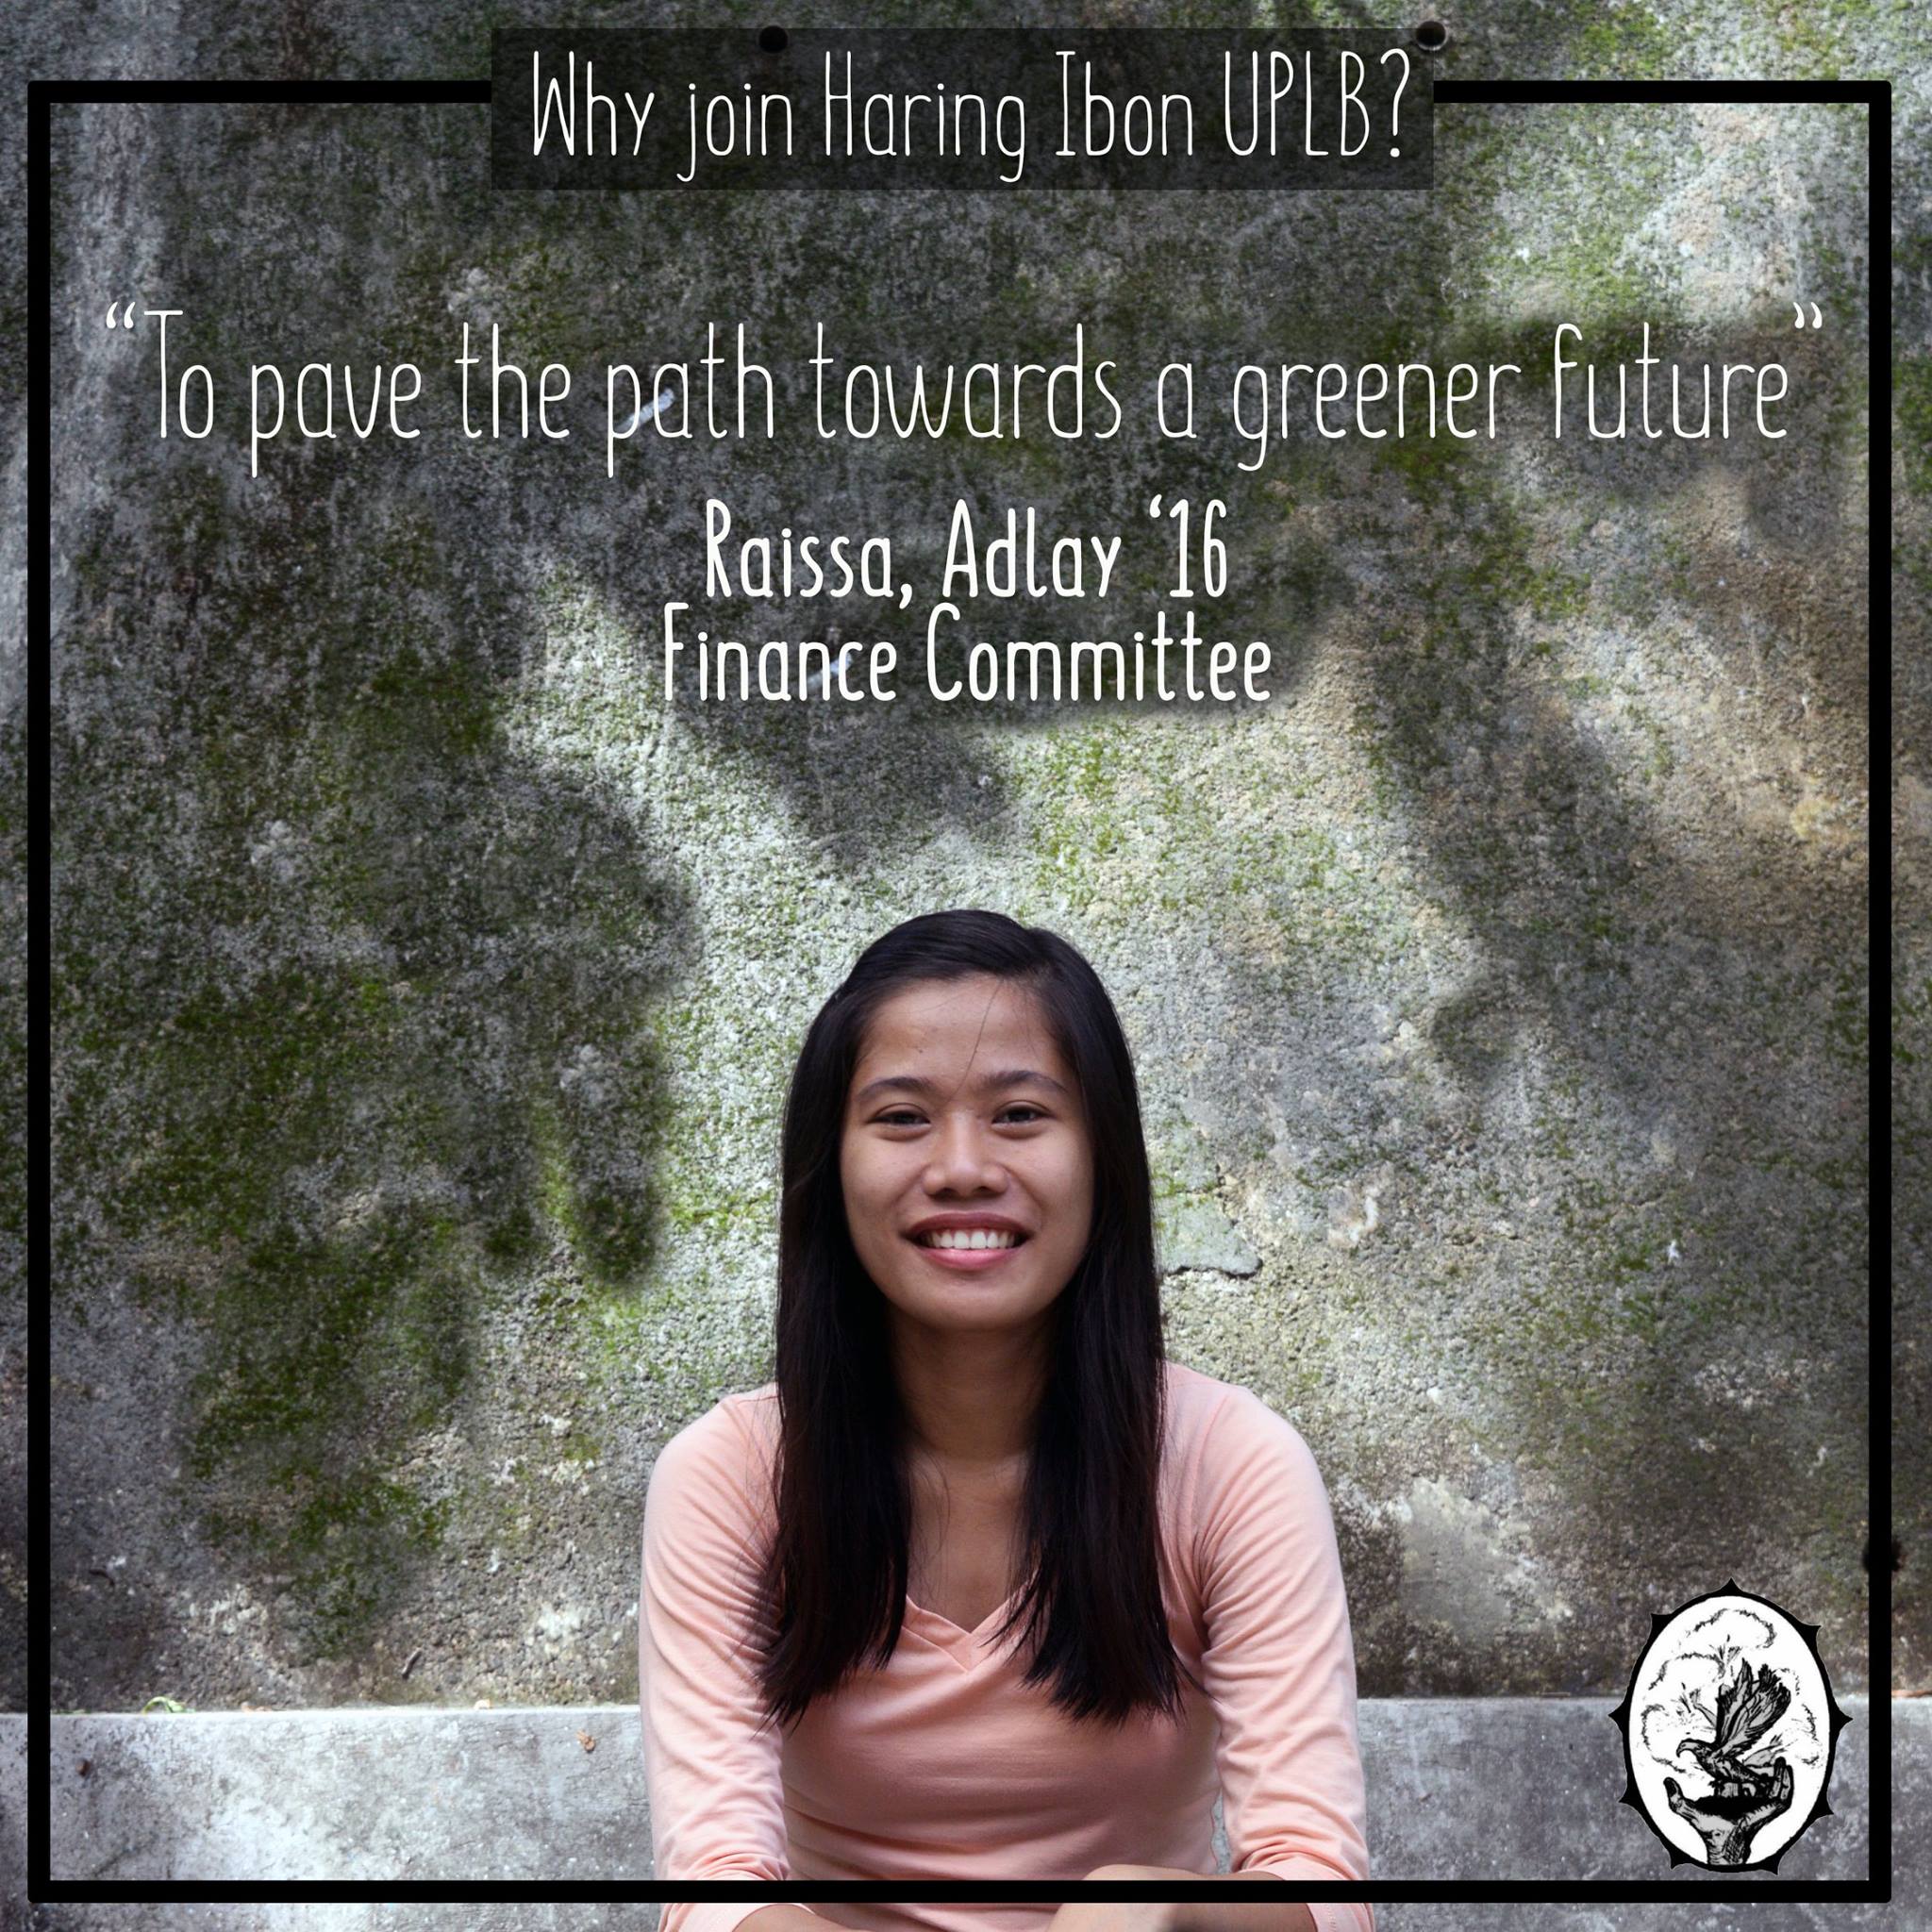 Why join Haring Ibon UPLB?
“To pave the path towards a greener future”
Raissa, Adlay ‘16
Finance Committee